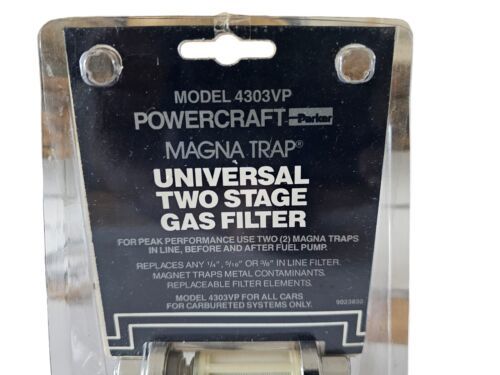 MODEL 4303VP
POWERCRAFT Parker
MAGNA TRAP®
UNIVERSAL
TWO STAGE
GAS FILTER
FOR PEAK PERFORMANCE USE TWO (2) MAGNA TRAPS
IN LINE, BEFORE AND AFTER FUEL PUMP.
REPLACES ANY 1/4", 5/16" OR 3/8" IN LINE FILTER.
MAGNET TRAPS METAL CONTAMINANTS.
REPLACEABLE FILTER ELEMENTS.
MODEL 4303VP FOR ALL CARS
FOR CARBURETED SYSTEMS ONLY.